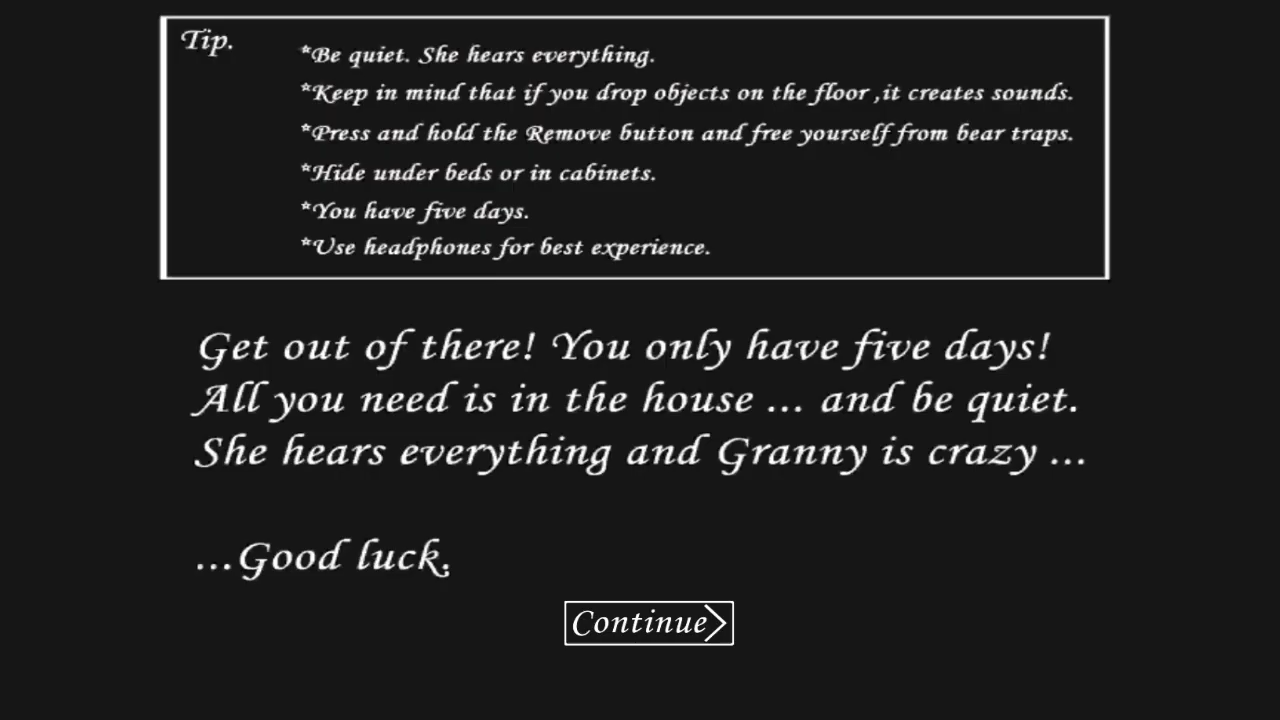 Tip.
*Be quiet. She hears everything.
*Keep in mind that if you drop objects on the floor ,it creates sounds.
*Press and hold the Remove button and free yourself from bear traps.
*Hide under beds or in cabinets.
*You have five days.
*Use headphones for best experience.
Get out of there! You only have five days!
All you need is in the house ... and be quiet.
She hears everything and Granny is crazy ...
...Good luck.
Continue